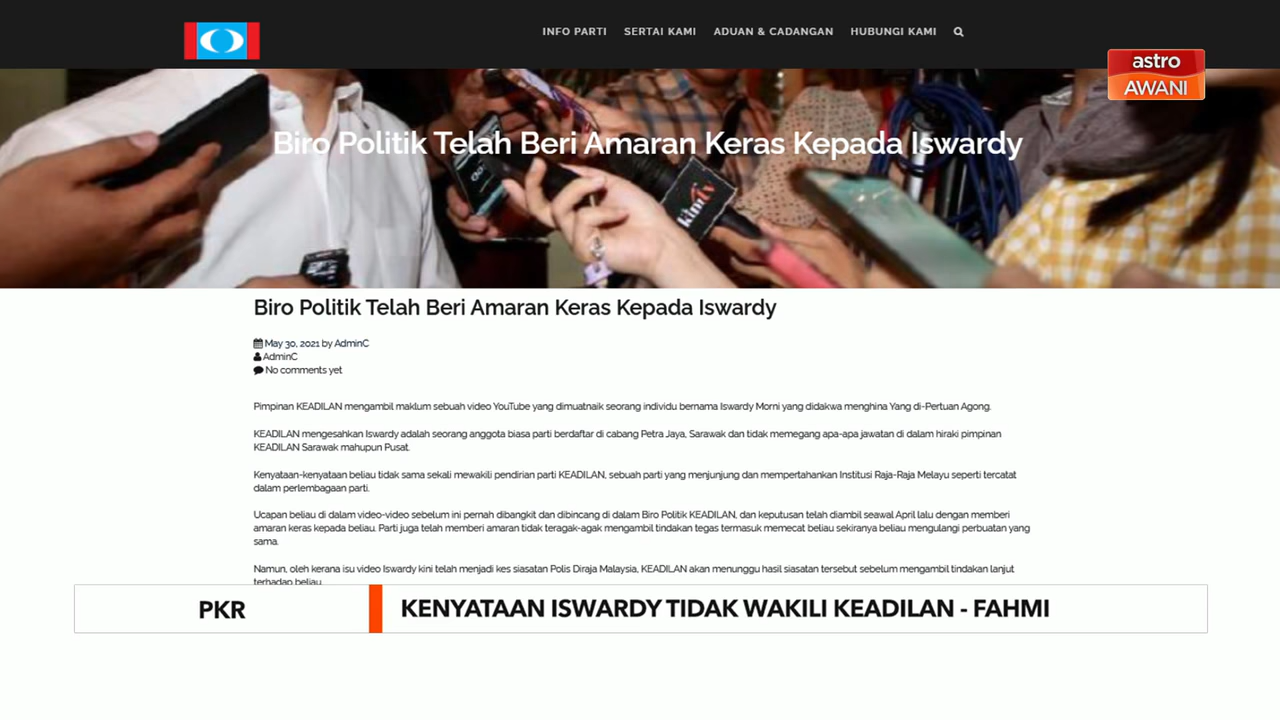 INFO PARTI SERTAI KAMI ADUAN & CADANGAN HUBUNGI KAMI
astro
AWANI
Biro Politik Telah Beri Amaran Keras Kepada Iswardy
kinitv
Biro Politik Telah Beri Amaran Keras Kepada Iswardy
May 30, 2021 by AdminC
AdminC
No comments yet
Pimpinan KEADILAN mengambil maklum sebuah video YouTube yang dimuatnaik seorang individu bernama Iswardy Morni yang didakwa menghina Yang di-Pertuan Agong.
KEADILAN mengesahkan Iswardy adalah seorang anggota biasa parti berdaftar di cabang Petra Jaya, Sarawak dan tidak memegang apa-apa jawatan di dalam hiraki pimpinan
KEADILAN Sarawak mahupun Pusat.
Kenyataan-kenyataan beliau tidak sama sekali mewakili pendirian parti KEADILAN, sebuah parti yang menjunjung dan mempertahankan Institusi Raja-Raja Melayu seperti tercatat
dalam perlembagaan parti.
Ucapan beliau di dalam video-video sebelum ini pernah dibangkit dan dibincang di dalam Biro Politik KEADILAN, dan keputusan telah diambil seawal April lalu dengan memberi
amaran keras kepada beliau. Parti juga telah memberi amaran tidak teragak-agak mengambil tindakan tegas termasuk memecat beliau sekiranya beliau mengulangi perbuatan yang
sama.
Namun, oleh kerana isu video Iswardy kini telah menjadi kes siasatan Polis Diraja Malaysia, KEADILAN akan menunggu hasil siasatan tersebut sebelum mengambil tindakan lanjut
terhadap beliau.
PKR
KENYATAAN ISWARDY TIDAK WAKILI KEADILAN - FAHMI